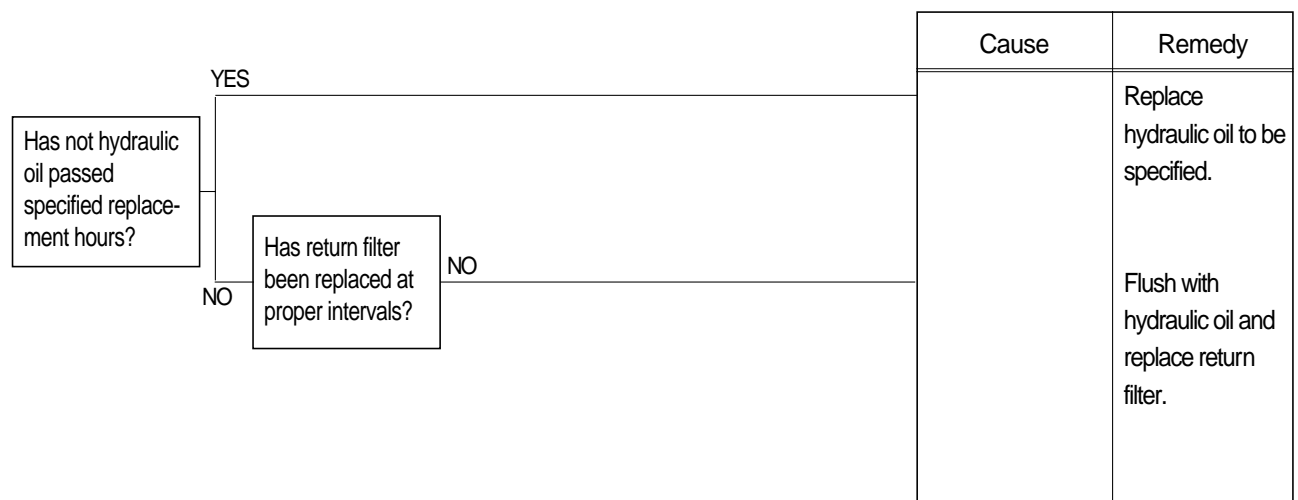 Cause Remedy
YES
Replace
hydraulic oil to be
specified.
Has not hydraulic
oil passed
specified replace-
ment hours?
Has return filter
been replaced at
proper intervals?
NO
NO
Flush with
hydraulic oil and
replace return
filter.